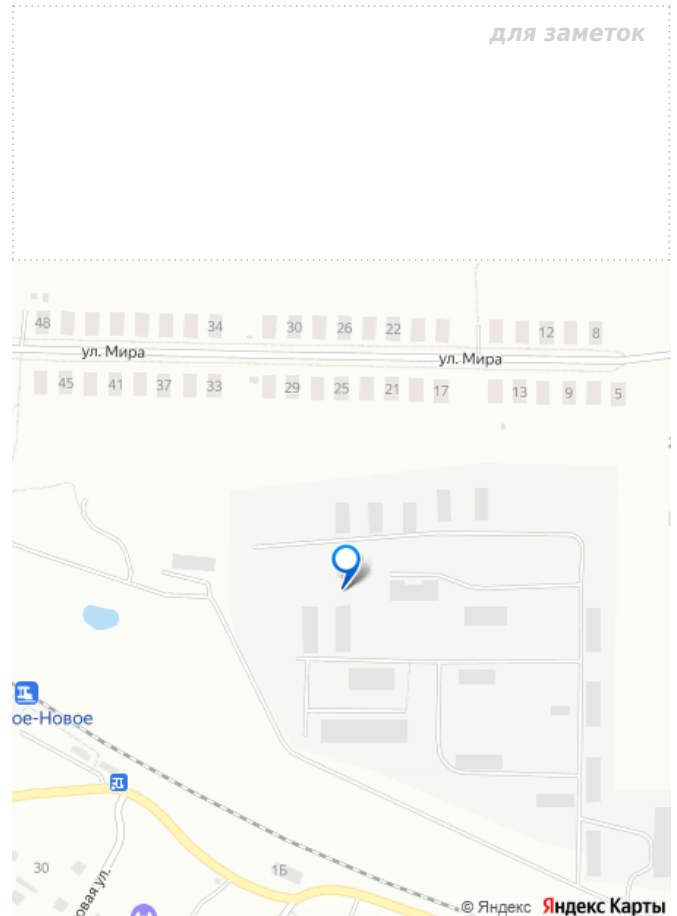 для заметок
48 34 30 26 22 12 8
ул. Мира
ул. Мира
45 41 37 33 29 25 21 17 13 9 5
ое-Новое
30
1Б
овая ул.
© Яндекс Яндекс Карты